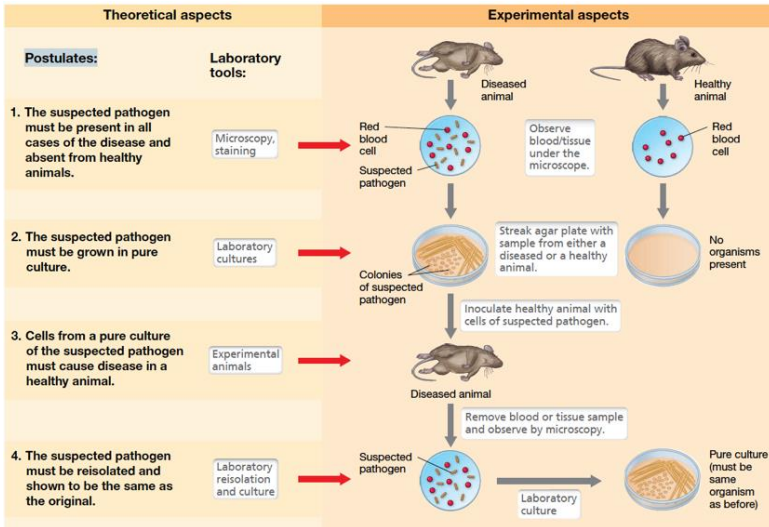 Theoretical aspects
Experimental aspects
Postulates:
Laboratory
tools:
Diseased
animal
Healthy
animal
1. The suspected pathogen
must be present in all
cases of the disease and
absent from healthy
animals.
Microscopy,
staining
Red
blood
cell
Suspected
pathogen
Observe
blood/tissue
under the
microscope.
Red
blood
cell
2. The suspected pathogen
must be grown in pure
culture.
Laboratory
cultures
Colonies
of suspected
pathogen
Streak agar plate with
sample from either a
diseased or a healthy
animal.
No
organisms
present
Inoculate healthy animal with
cells of suspected pathogen.
3. Cells from a pure culture
of the suspected pathogen
must cause disease in a
healthy animal.
Experimental
animals
Diseased animal
Remove blood or tissue sample
and observe by microscopy.
4. The suspected pathogen
must be reisolated and
shown to be the same as
the original.
Laboratory
reisolation
and culture
Suspected
pathogen
Laboratory
culture
Pure culture
(must be
same
organism
as before)